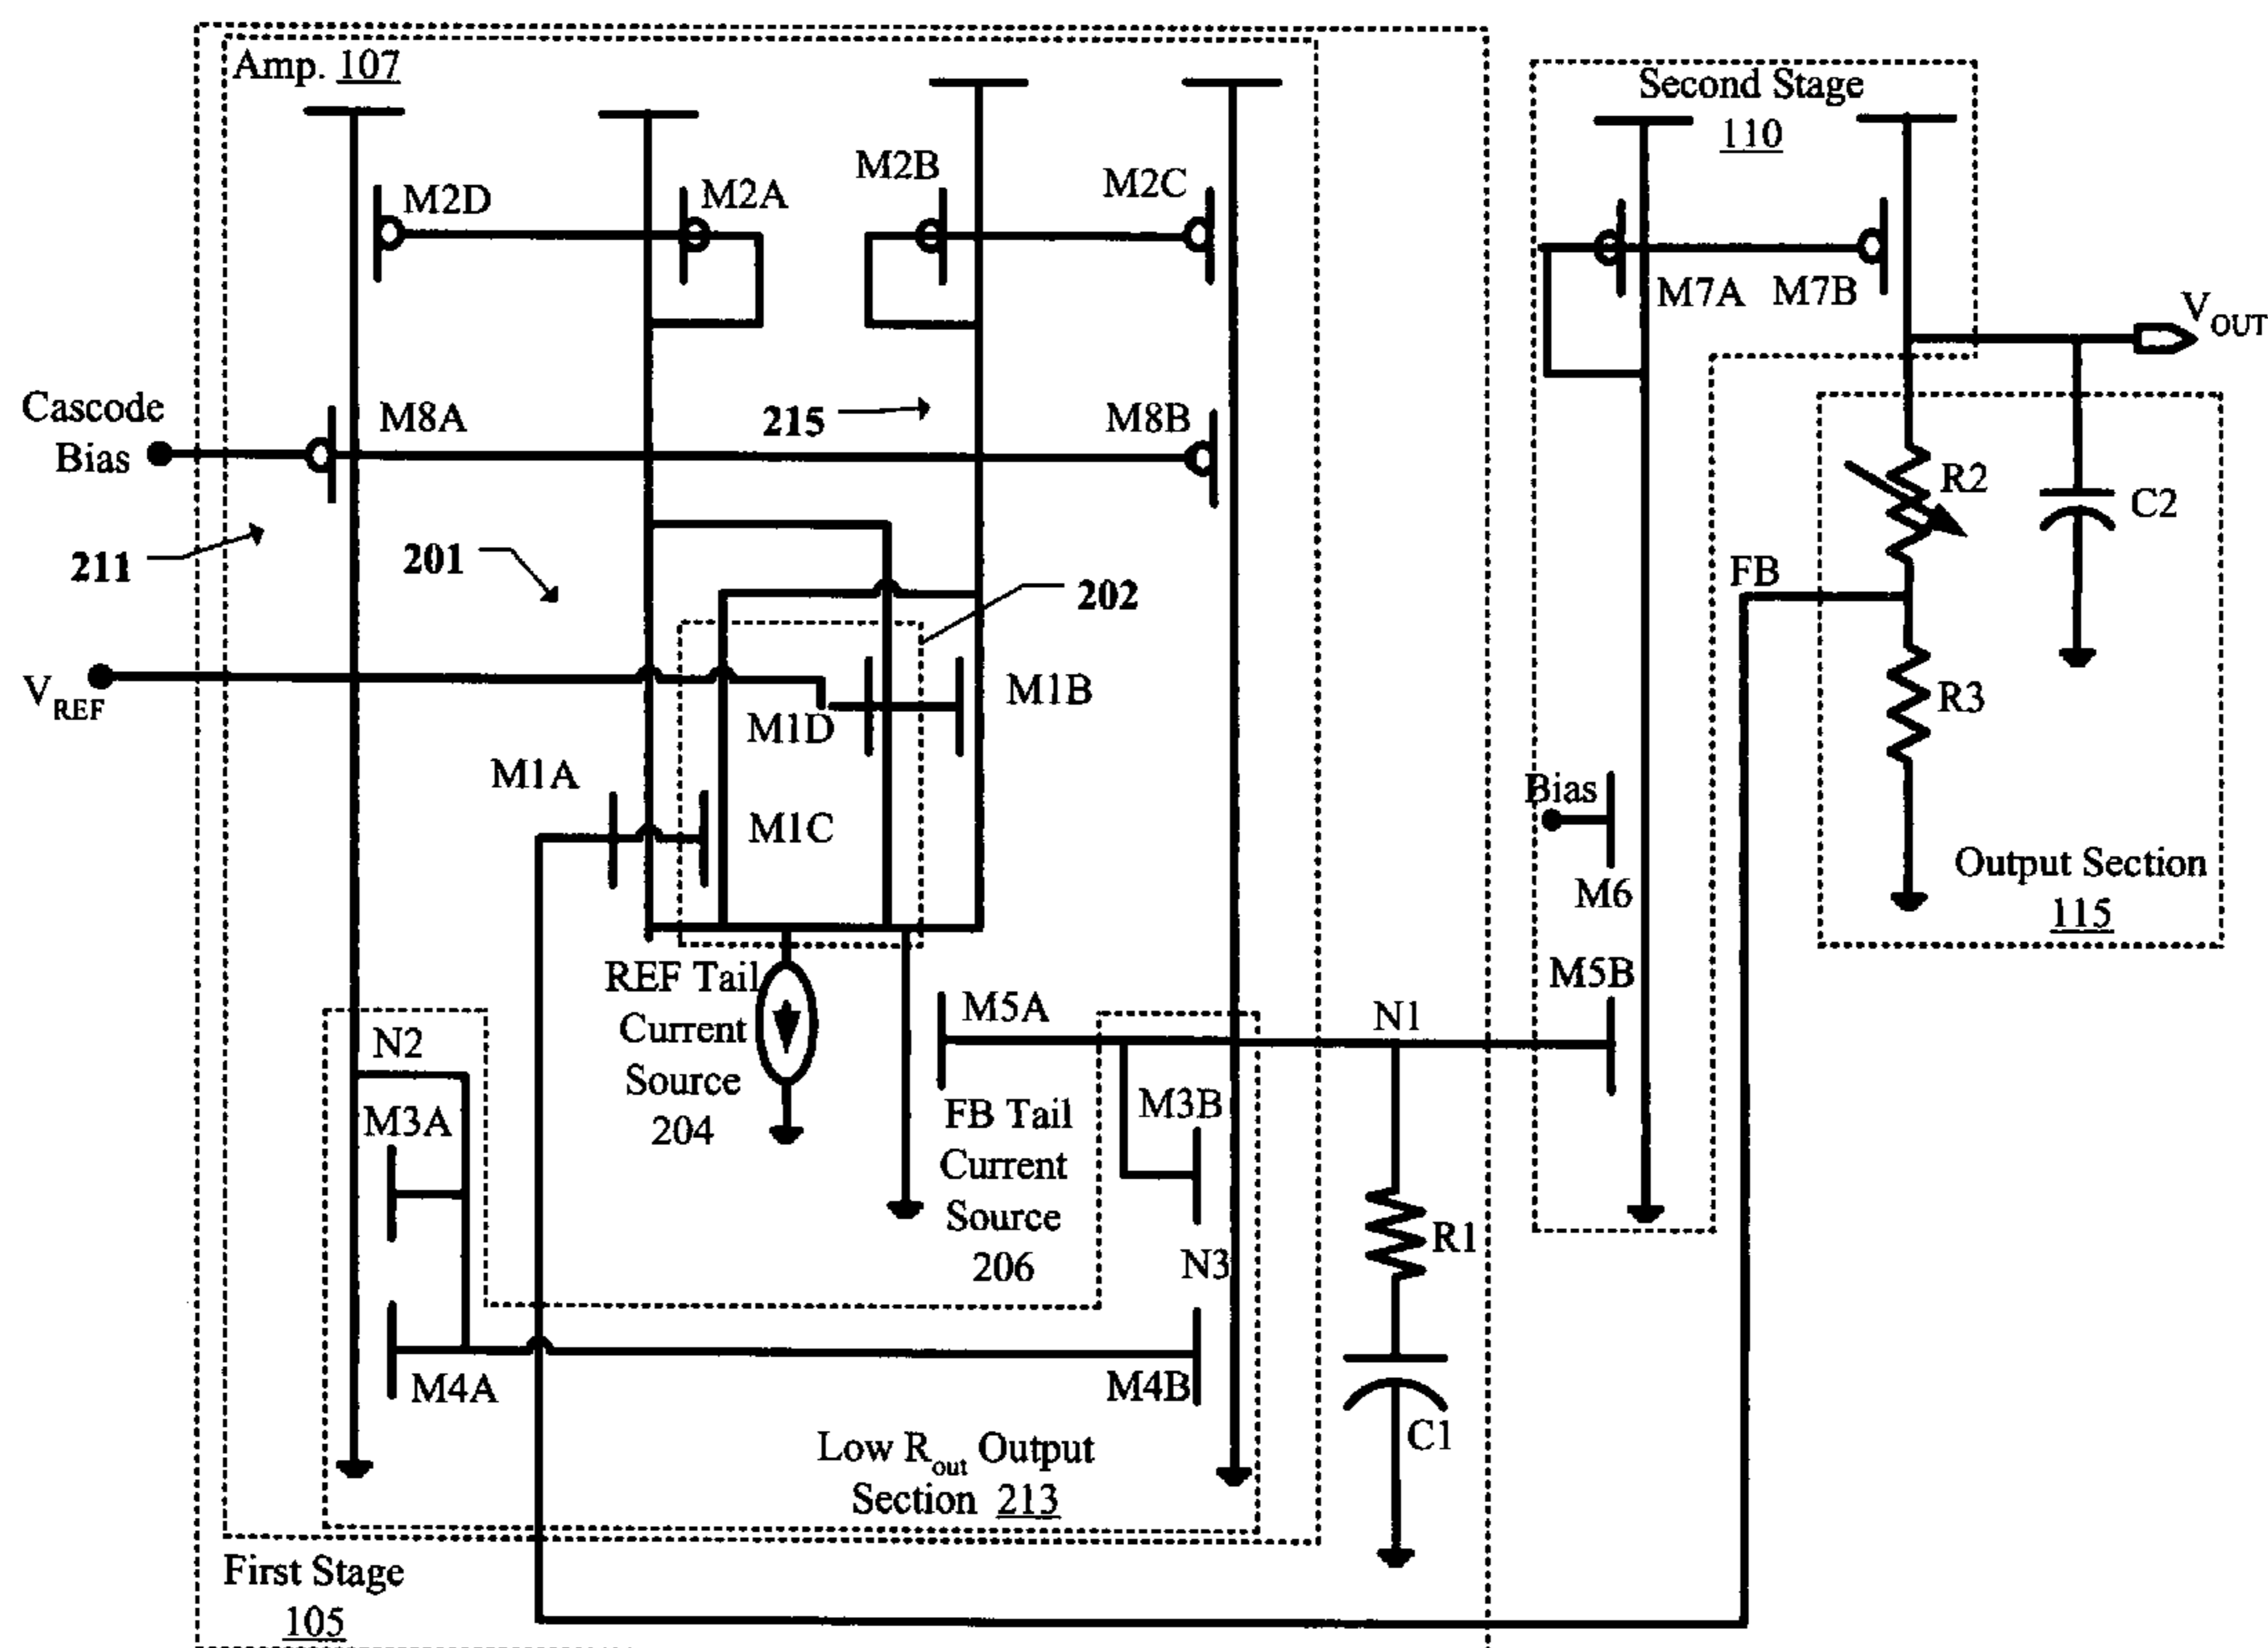 Amp. 107
Second Stage
110
M2D
M2A
M2B
M2C
M7A
M7B
VOUT
Cascode
Bias
M8A
215
M8B
R2
C2
211
201
202
FB
VREF
M1D
M1B
R3
M1A
M1C
Bias
M6
Output Section
115
REF Tail
Current
Source
204
M5A
N1
M5B
N2
M3A
FB Tail
Current
Source
206
M3B
N3
R1
M4A
M4B
C1
Low Rout Output
Section 213
First Stage
105